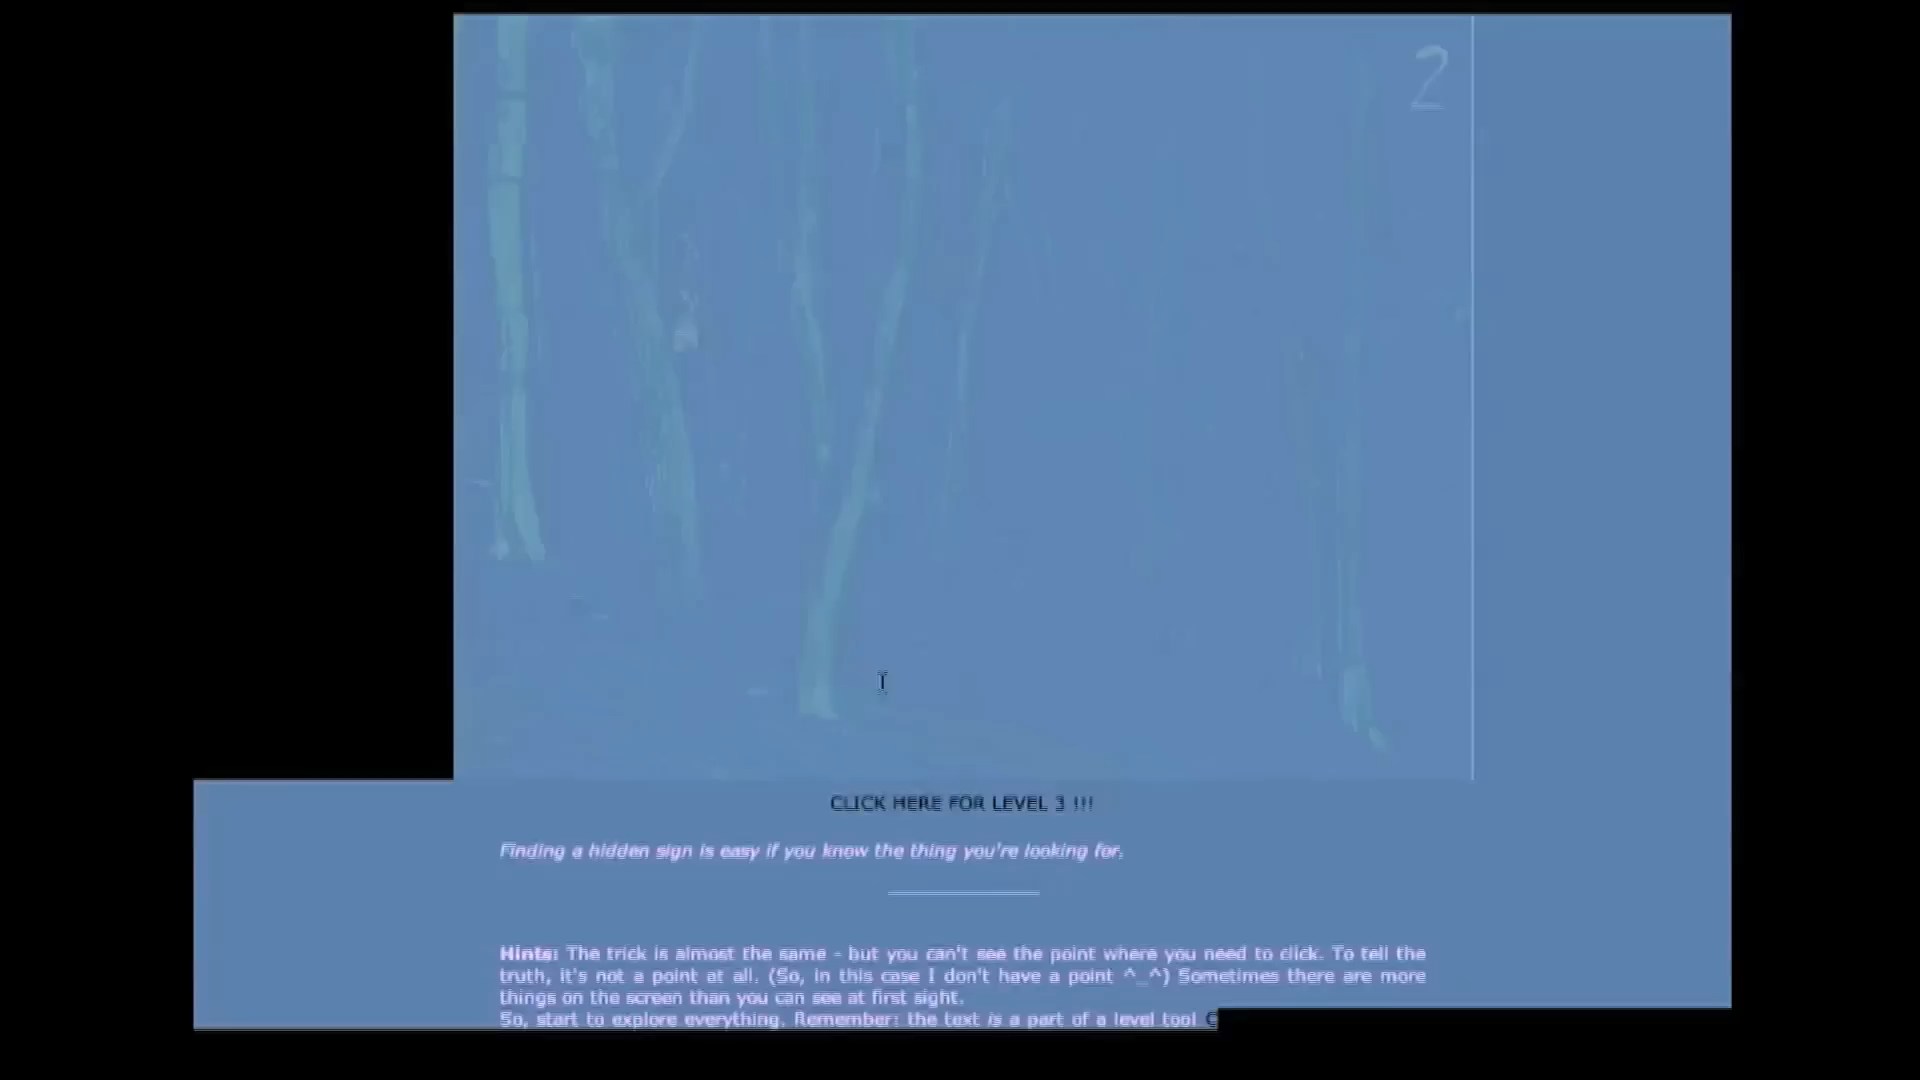 2
CLICK HERE FOR LEVEL 3 !!!
Finding a hidden sign is easy if you know the thing you're looking for.
Hints: The trick is almost the same - but you can't see the point where you need to click. To tell the
truth, it's not a point at all. (So, in this case I don't have a point ^_^) Sometimes there are more
things on the screen than you can see at first sight.
So, start to explore everything. Remember: the text is a part of a level too!